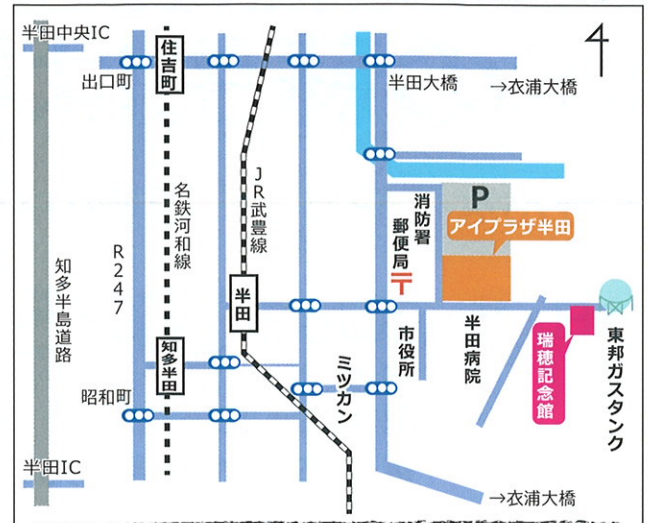 半田中央IC
住吉町
出口町
半田大橋
→衣浦大橋
名鉄河和線
JR武豊線
消防署
P
アイプラザ半田
郵便局
〒
R247
知多半島道路
半田
知多半田
昭和町
ミツカン
市役所
半田病院
瑞穂記念館
東邦ガスタンク
半田IC
→衣浦大橋